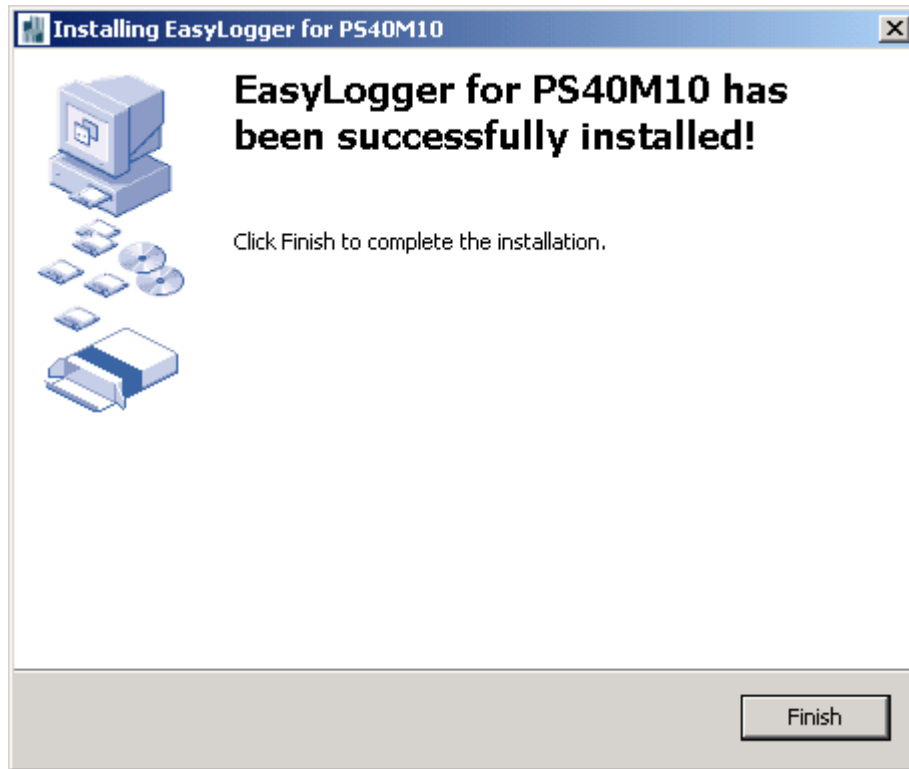 Installing EasyLogger for PS40M10
EasyLogger for PS40M10 has
been successfully installed!
Click Finish to complete the installation.
Finish